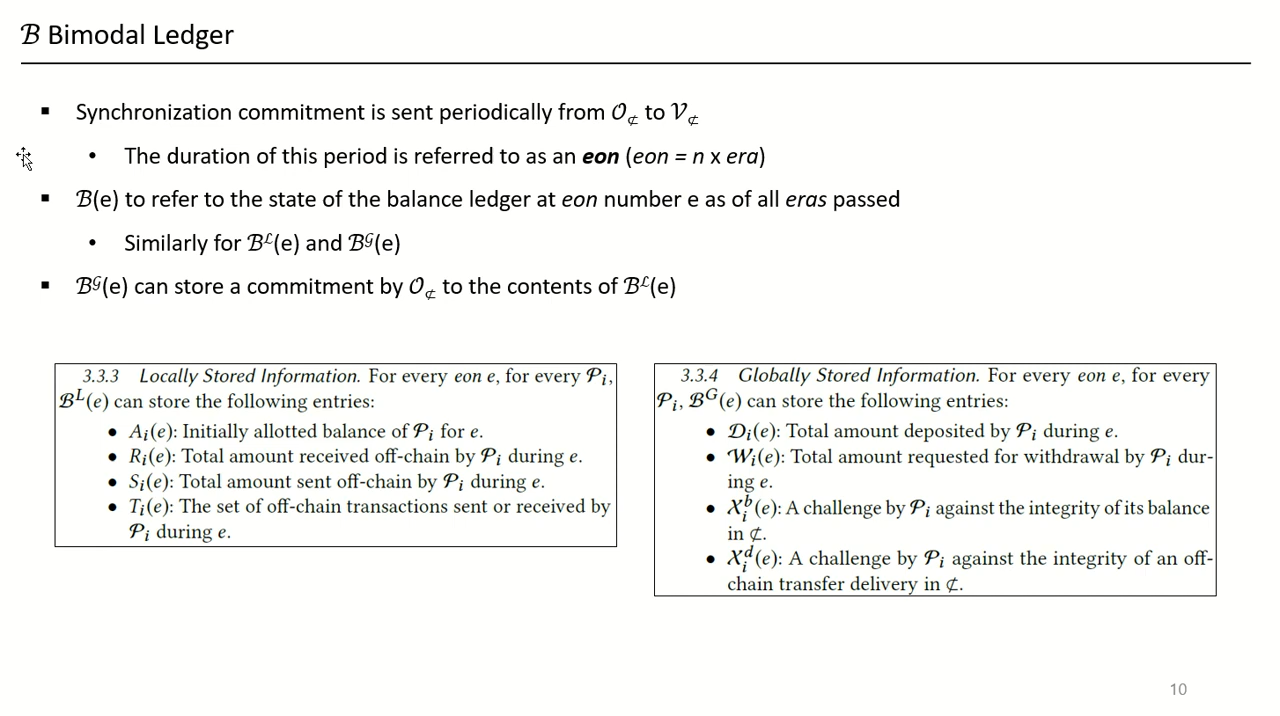 ℬ Bimodal Ledger
▪ Synchronization commitment is sent periodically from 𝒪⊄ to 𝒱⊄
• The duration of this period is referred to as an eon (eon = n x era)
▪ ℬ(e) to refer to the state of the balance ledger at eon number e as of all eras passed
• Similarly for ℬ^ℒ(e) and ℬ^𝒢(e)
▪ ℬ^𝒢(e) can store a commitment by 𝒪⊄ to the contents of ℬ^ℒ(e)
3.3.3 Locally Stored Information. For every eon e, for every 𝒫i,
ℬ^L(e) can store the following entries:
• Ai(e): Initially allotted balance of 𝒫i for e.
• Ri(e): Total amount received off-chain by 𝒫i during e.
• Si(e): Total amount sent off-chain by 𝒫i during e.
• Ti(e): The set of off-chain transactions sent or received by
𝒫i during e.
3.3.4 Globally Stored Information. For every eon e, for every
𝒫i, ℬ^G(e) can store the following entries:
• 𝒟i(e): Total amount deposited by 𝒫i during e.
• 𝒲i(e): Total amount requested for withdrawal by 𝒫i dur-
ing e.
• 𝒳i^b(e): A challenge by 𝒫i against the integrity of its balance
in ⊄.
• 𝒳i^d(e): A challenge by 𝒫i against the integrity of an off-
chain transfer delivery in ⊄.
10